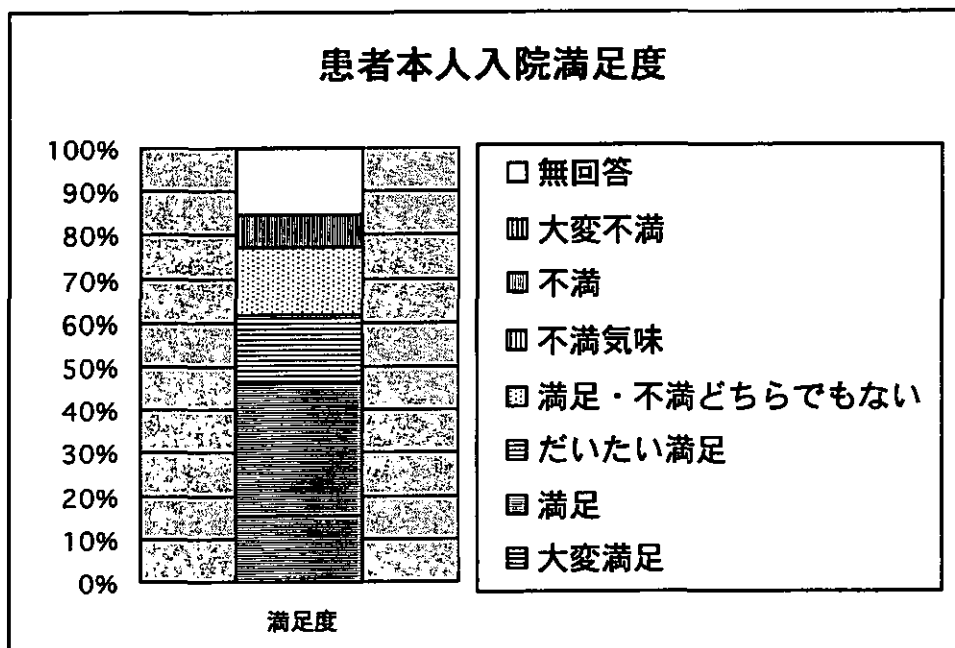 患者本人入院満足度
100%
90%
80%
70%
60%
50%
40%
30%
20%
10%
0%
満足度
無回答
大変不満
不満
不満気味
満足・不満どちらでもない
だいたい満足
満足
大変満足